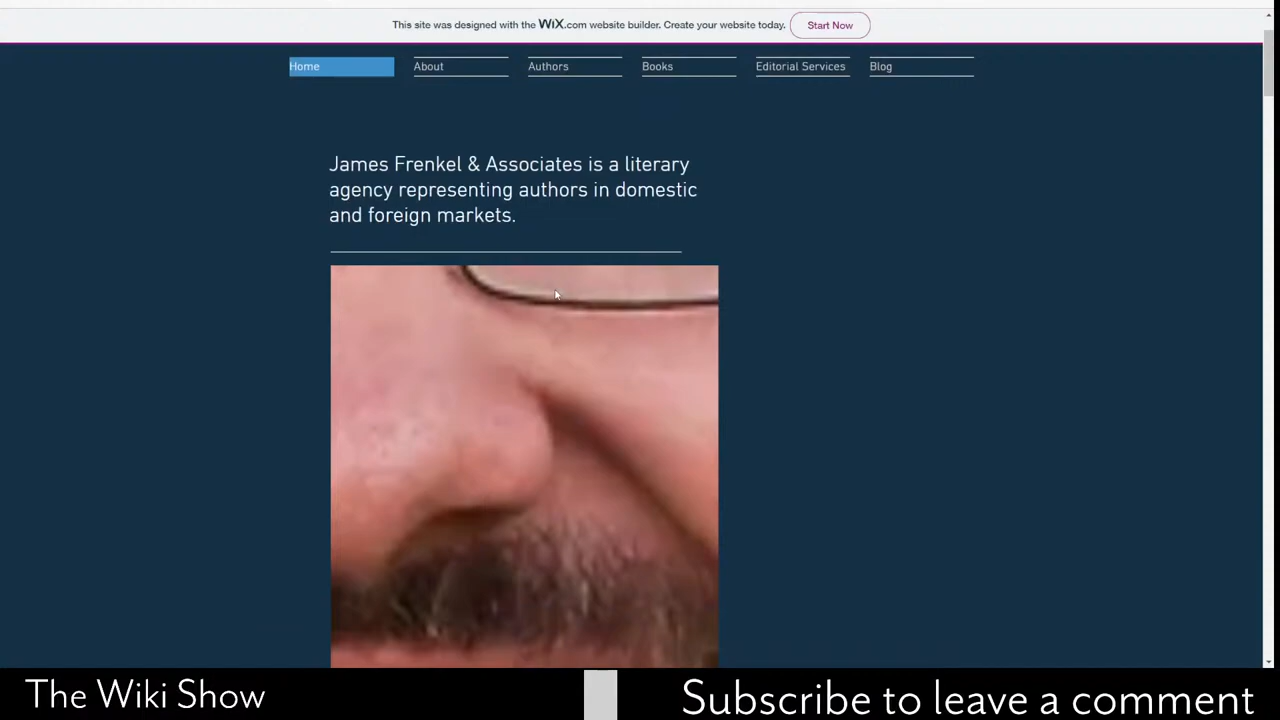 This site was designed with the WiX.com website builder. Create your website today. Start Now
Home About Authors Books Editorial Services Blog
James Frenkel & Associates is a literary
agency representing authors in domestic
and foreign markets.
The Wiki Show Subscribe to leave a comment